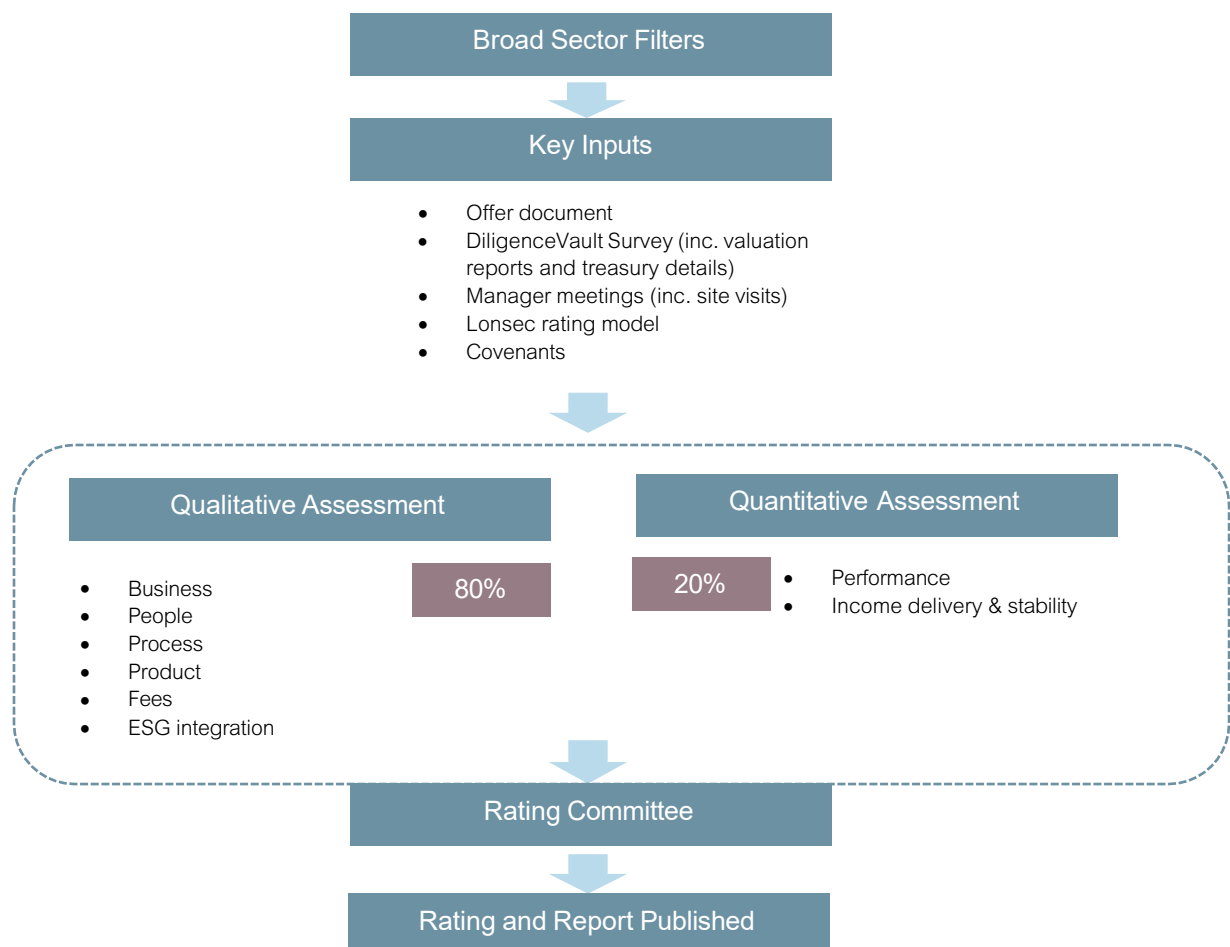 Broad Sector Filters
Key Inputs
• Offer document
• DiligenceVault Survey (inc. valuation
reports and treasury details)
• Manager meetings (inc. site visits)
• Lonsec rating model
• Covenants
Qualitative Assessment
80%
• Business
• People
• Process
• Product
• Fees
• ESG integration
Quantitative Assessment
20%
• Performance
• Income delivery & stability
Rating Committee
Rating and Report Published